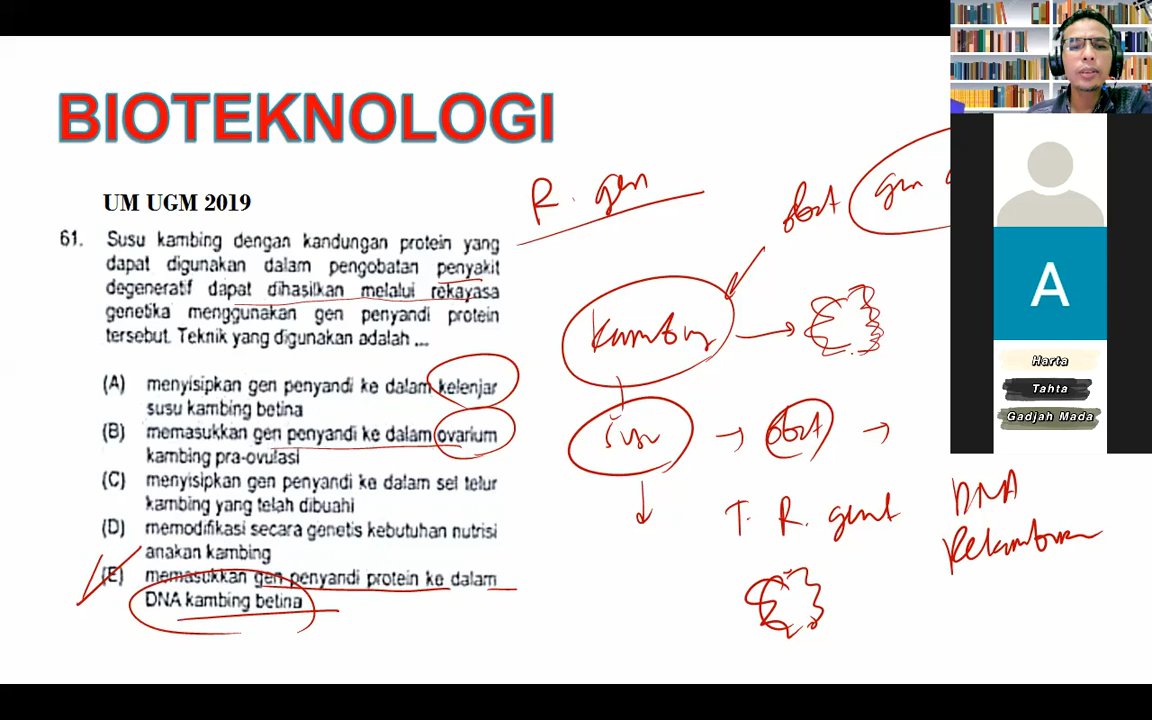 BIOTEKNOLOGI
UM UGM 2019
61. Susu kambing dengan kandungan protein yang
dapat digunakan dalam pengobatan penyakit
degeneratif dapat dihasilkan melalui rekayasa
genetika menggunakan gen penyandi protein
tersebut. Teknik yang digunakan adalah ...
(A) menyisipkan gen penyandi ke dalam kelenjar
susu kambing betina
(B) memasukkan gen penyandi ke dalam ovarium
kambing pra-ovulasi
(C) menyisipkan gen penyandi ke dalam sel telur
kambing yang telah dibuahi
(D) memodifikasi secara genetis kebutuhan nutrisi
anakan kambing
(E) memasukkan gen penyandi protein ke dalam
DNA kambing betina
R. gen
obat gen
kambing
susu → obat →
T. R. genet
DNA
Rekombinan
A
Harta
Tahta
Gadjah Mada